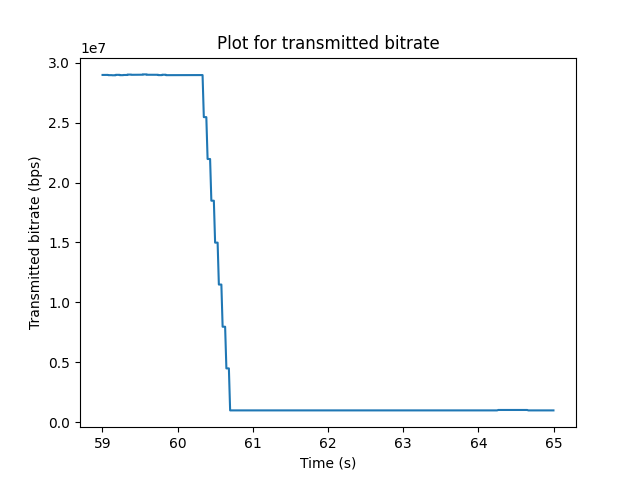 Plot for transmitted bitrate
1e7
3.0
2.5
2.0
1.5
1.0
0.5
0.0
Transmitted bitrate (bps)
59 60 61 62 63 64 65
Time (s)